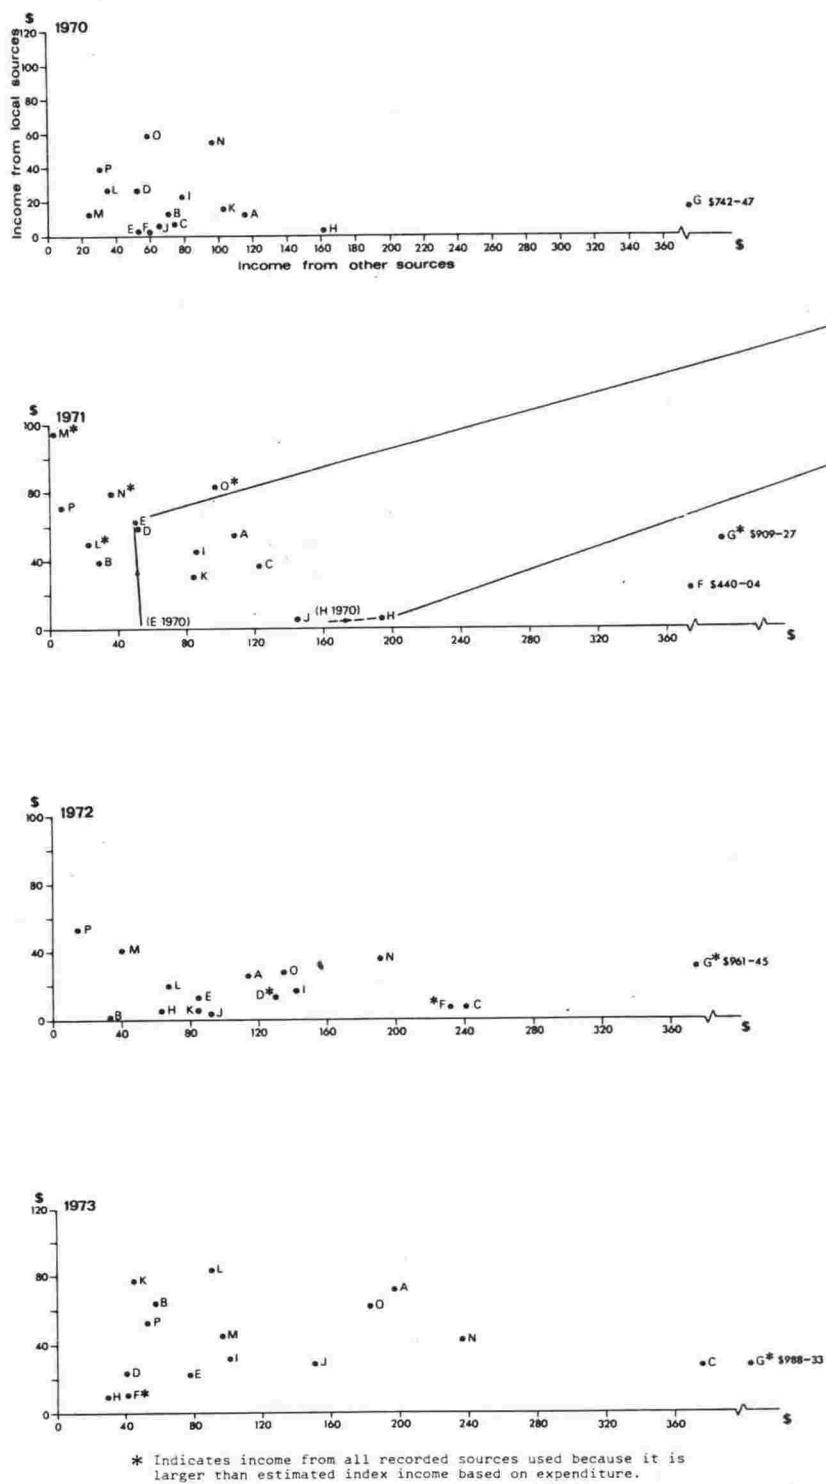 $
1970
120
100
80
60
40
20
0
Income from local sources
O
N
P
L
D
I
M
B
K
A
E
F
J
C
H
G $742-47
0 20 40 60 80 100 120 140 160 180 200 220 240 260 280 300 320 340 360 $
Income from other sources
$
1971
100
80
40
0
M*
N*
O*
P
E
D
L*
A
B
I
C
K
G* $909-27
F $440-04
(E 1970)
J
(H 1970)
H
0 40 80 120 160 200 240 280 320 360 $
$
1972
100
80
40
0
P
M
N
L
A
O
G* $961-45
E
D*
I
B
H
K
J
*F
C
0 40 80 120 160 200 240 280 320 360 $
$
1973
120
80
40
0
K
L
B
A
P
O
M
N
I
J
C
G* $988-33
D
E
H
F*
0 40 80 120 160 200 240 280 320 360 $
* Indicates income from all recorded sources used because it is
larger than estimated index income based on expenditure.